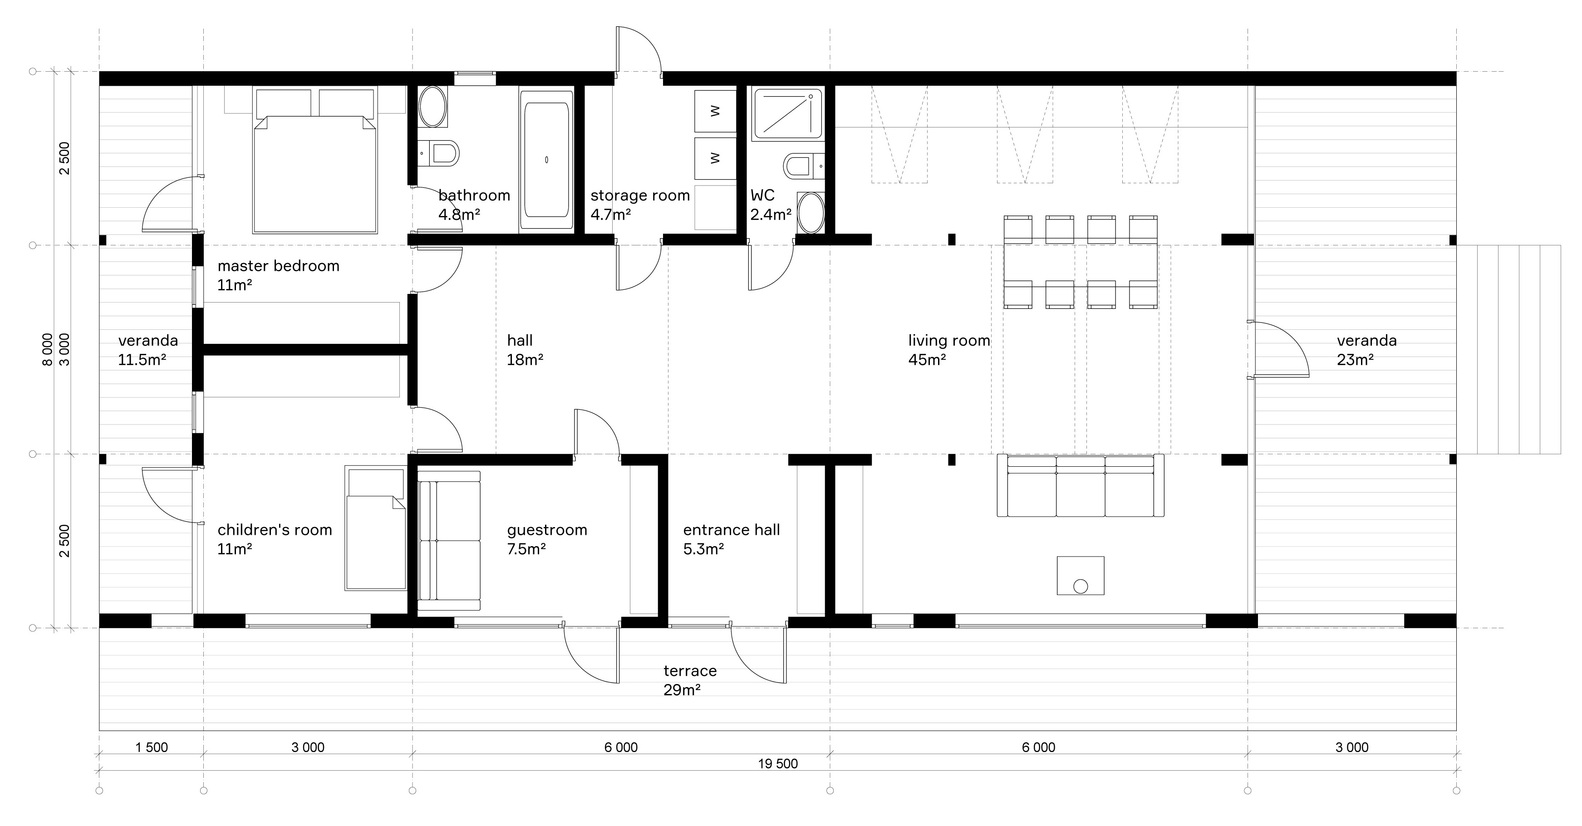 W
W
2 500
bathroom
4.8m²
storage room
4.7m²
WC
2.4m²
master bedroom
11m²
8 000
3 000
veranda
11.5m²
hall
18m²
living room
45m²
veranda
23m²
2 500
children's room
11m²
guestroom
7.5m²
entrance hall
5.3m²
terrace
29m²
1 500
3 000
6 000
6 000
3 000
19 500